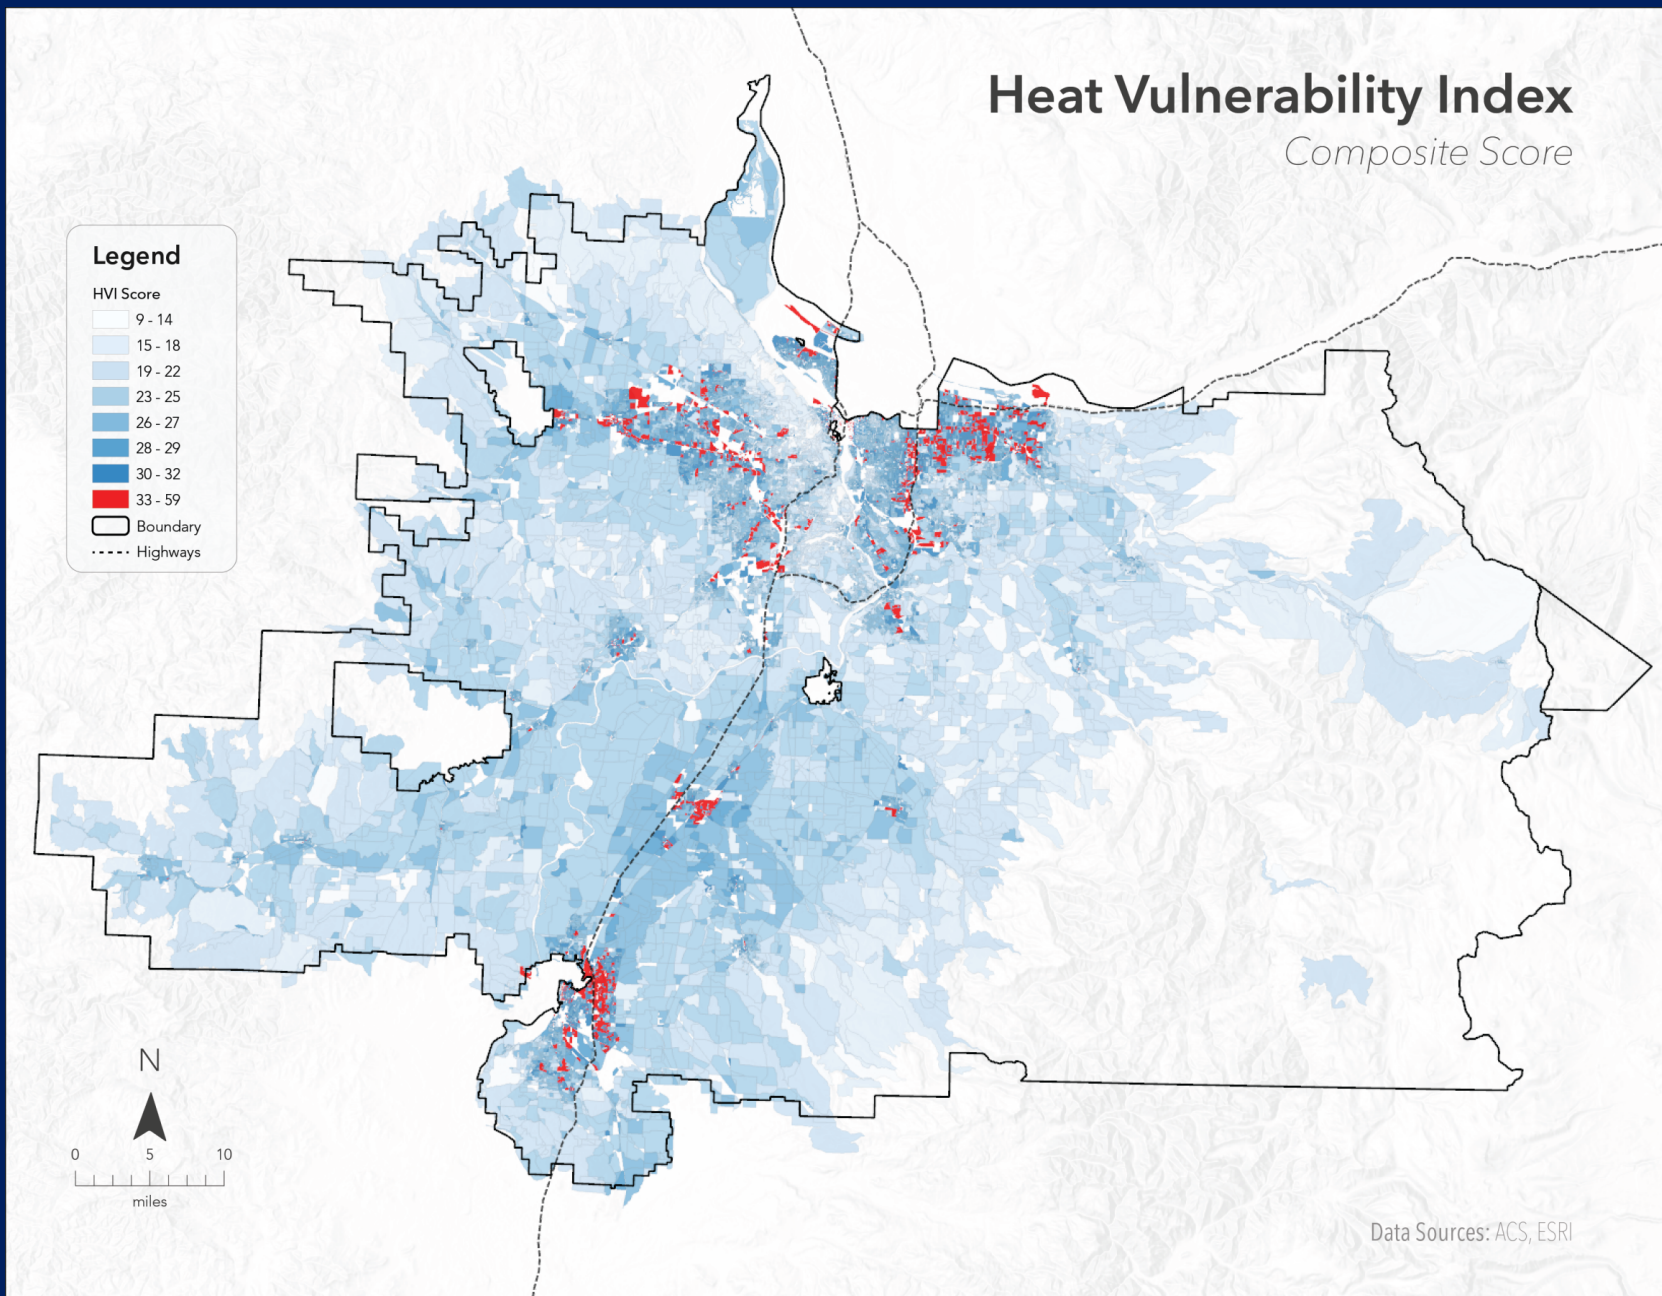 Heat Vulnerability Index
Composite Score
Legend
HVI Score
9 - 14
15 - 18
19 - 22
23 - 25
26 - 27
28 - 29
30 - 32
33 - 59
Boundary
Highways
N
0 5 10
miles
Data Sources: ACS, ESRI